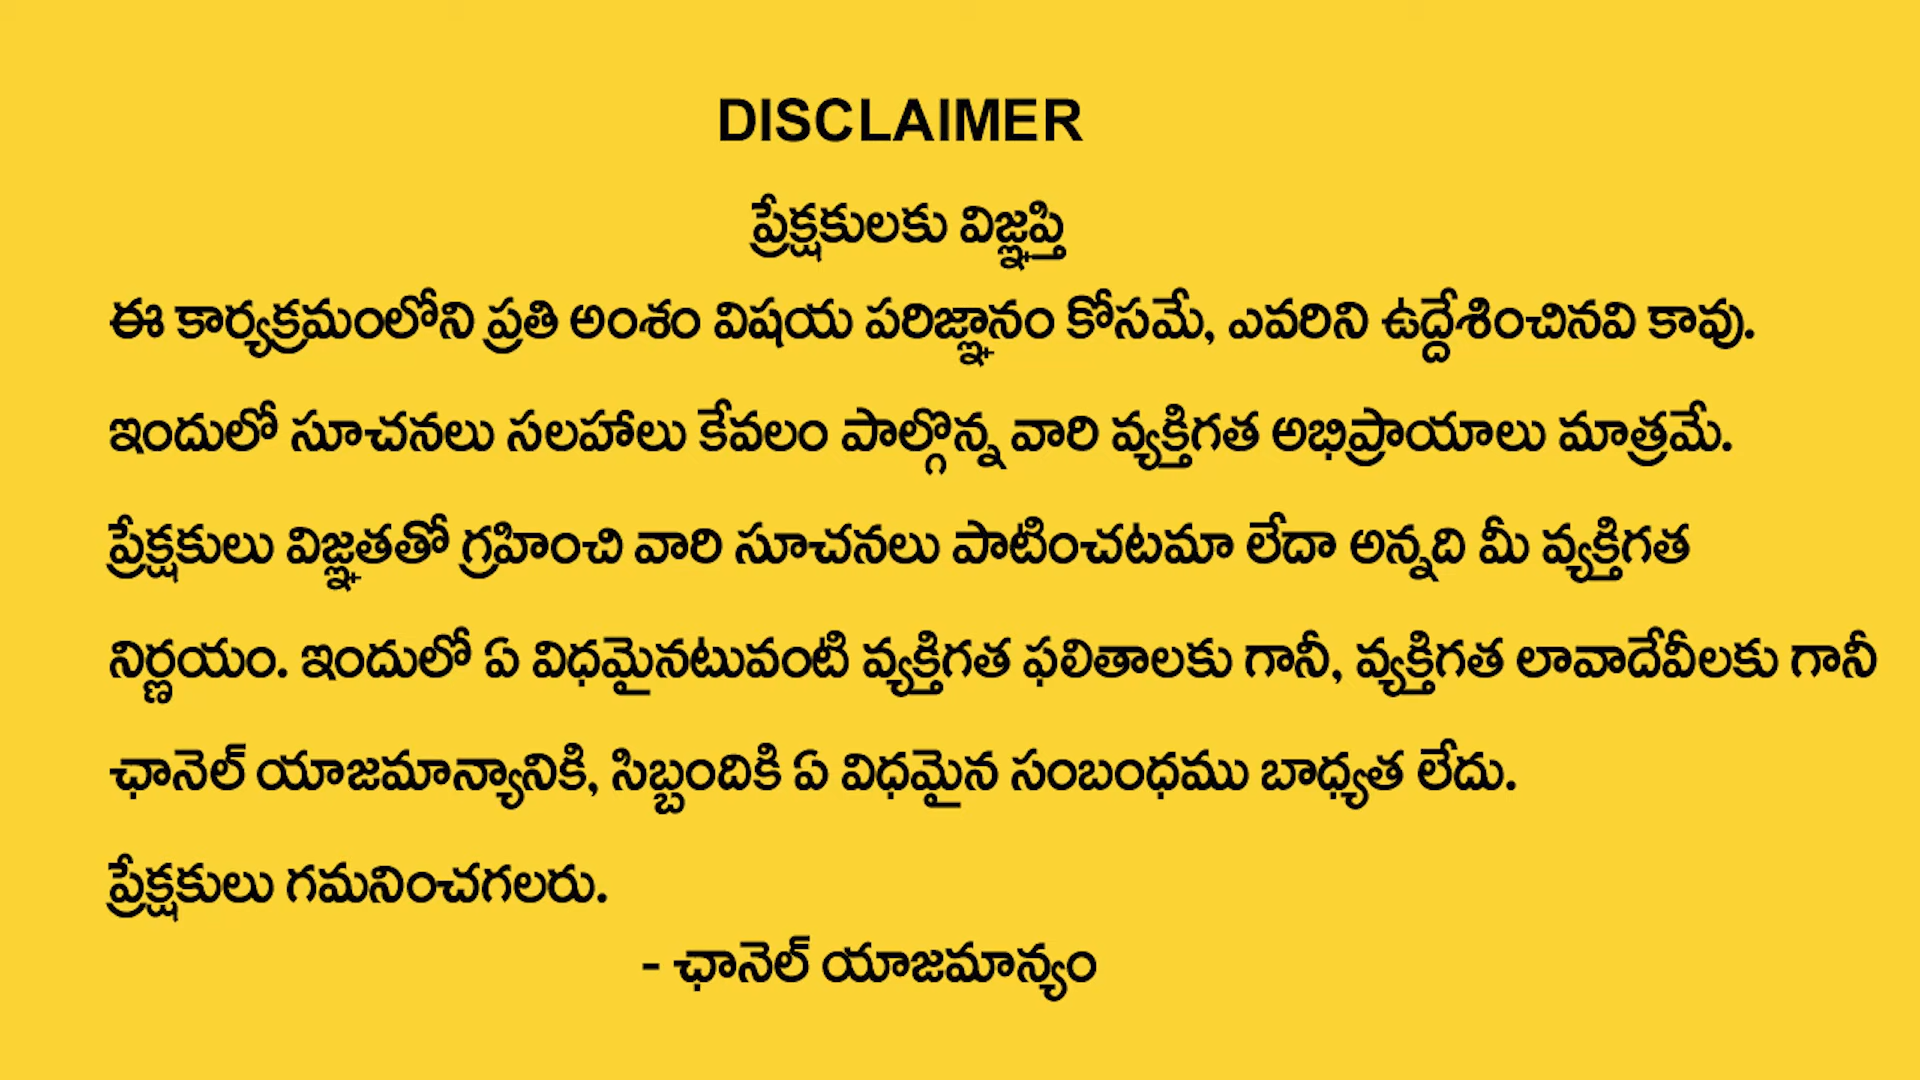 DISCLAIMER
ప్రేక్షకులకు విజ్ఞప్తి
ఈ కార్యక్రమంలోని ప్రతి అంశం విషయ పరిజ్ఞానం కోసమే, ఎవరిని ఉద్దేశించినవి కావు.
ఇందులో సూచనలు సలహాలు కేవలం పాల్గొన్న వారి వ్యక్తిగత అభిప్రాయాలు మాత్రమే.
ప్రేక్షకులు విజ్ఞతతో గ్రహించి వారి సూచనలు పాటించటమా లేదా అన్నది మీ వ్యక్తిగత
నిర్ణయం. ఇందులో ఏ విధమైనటువంటి వ్యక్తిగత ఫలితాలకు గానీ, వ్యక్తిగత లావాదేవీలకు గానీ
ఛానెల్ యాజమాన్యానికి, సిబ్బందికి ఏ విధమైన సంబంధము బాధ్యత లేదు.
ప్రేక్షకులు గమనించగలరు.
- ఛానెల్ యాజమాన్యం